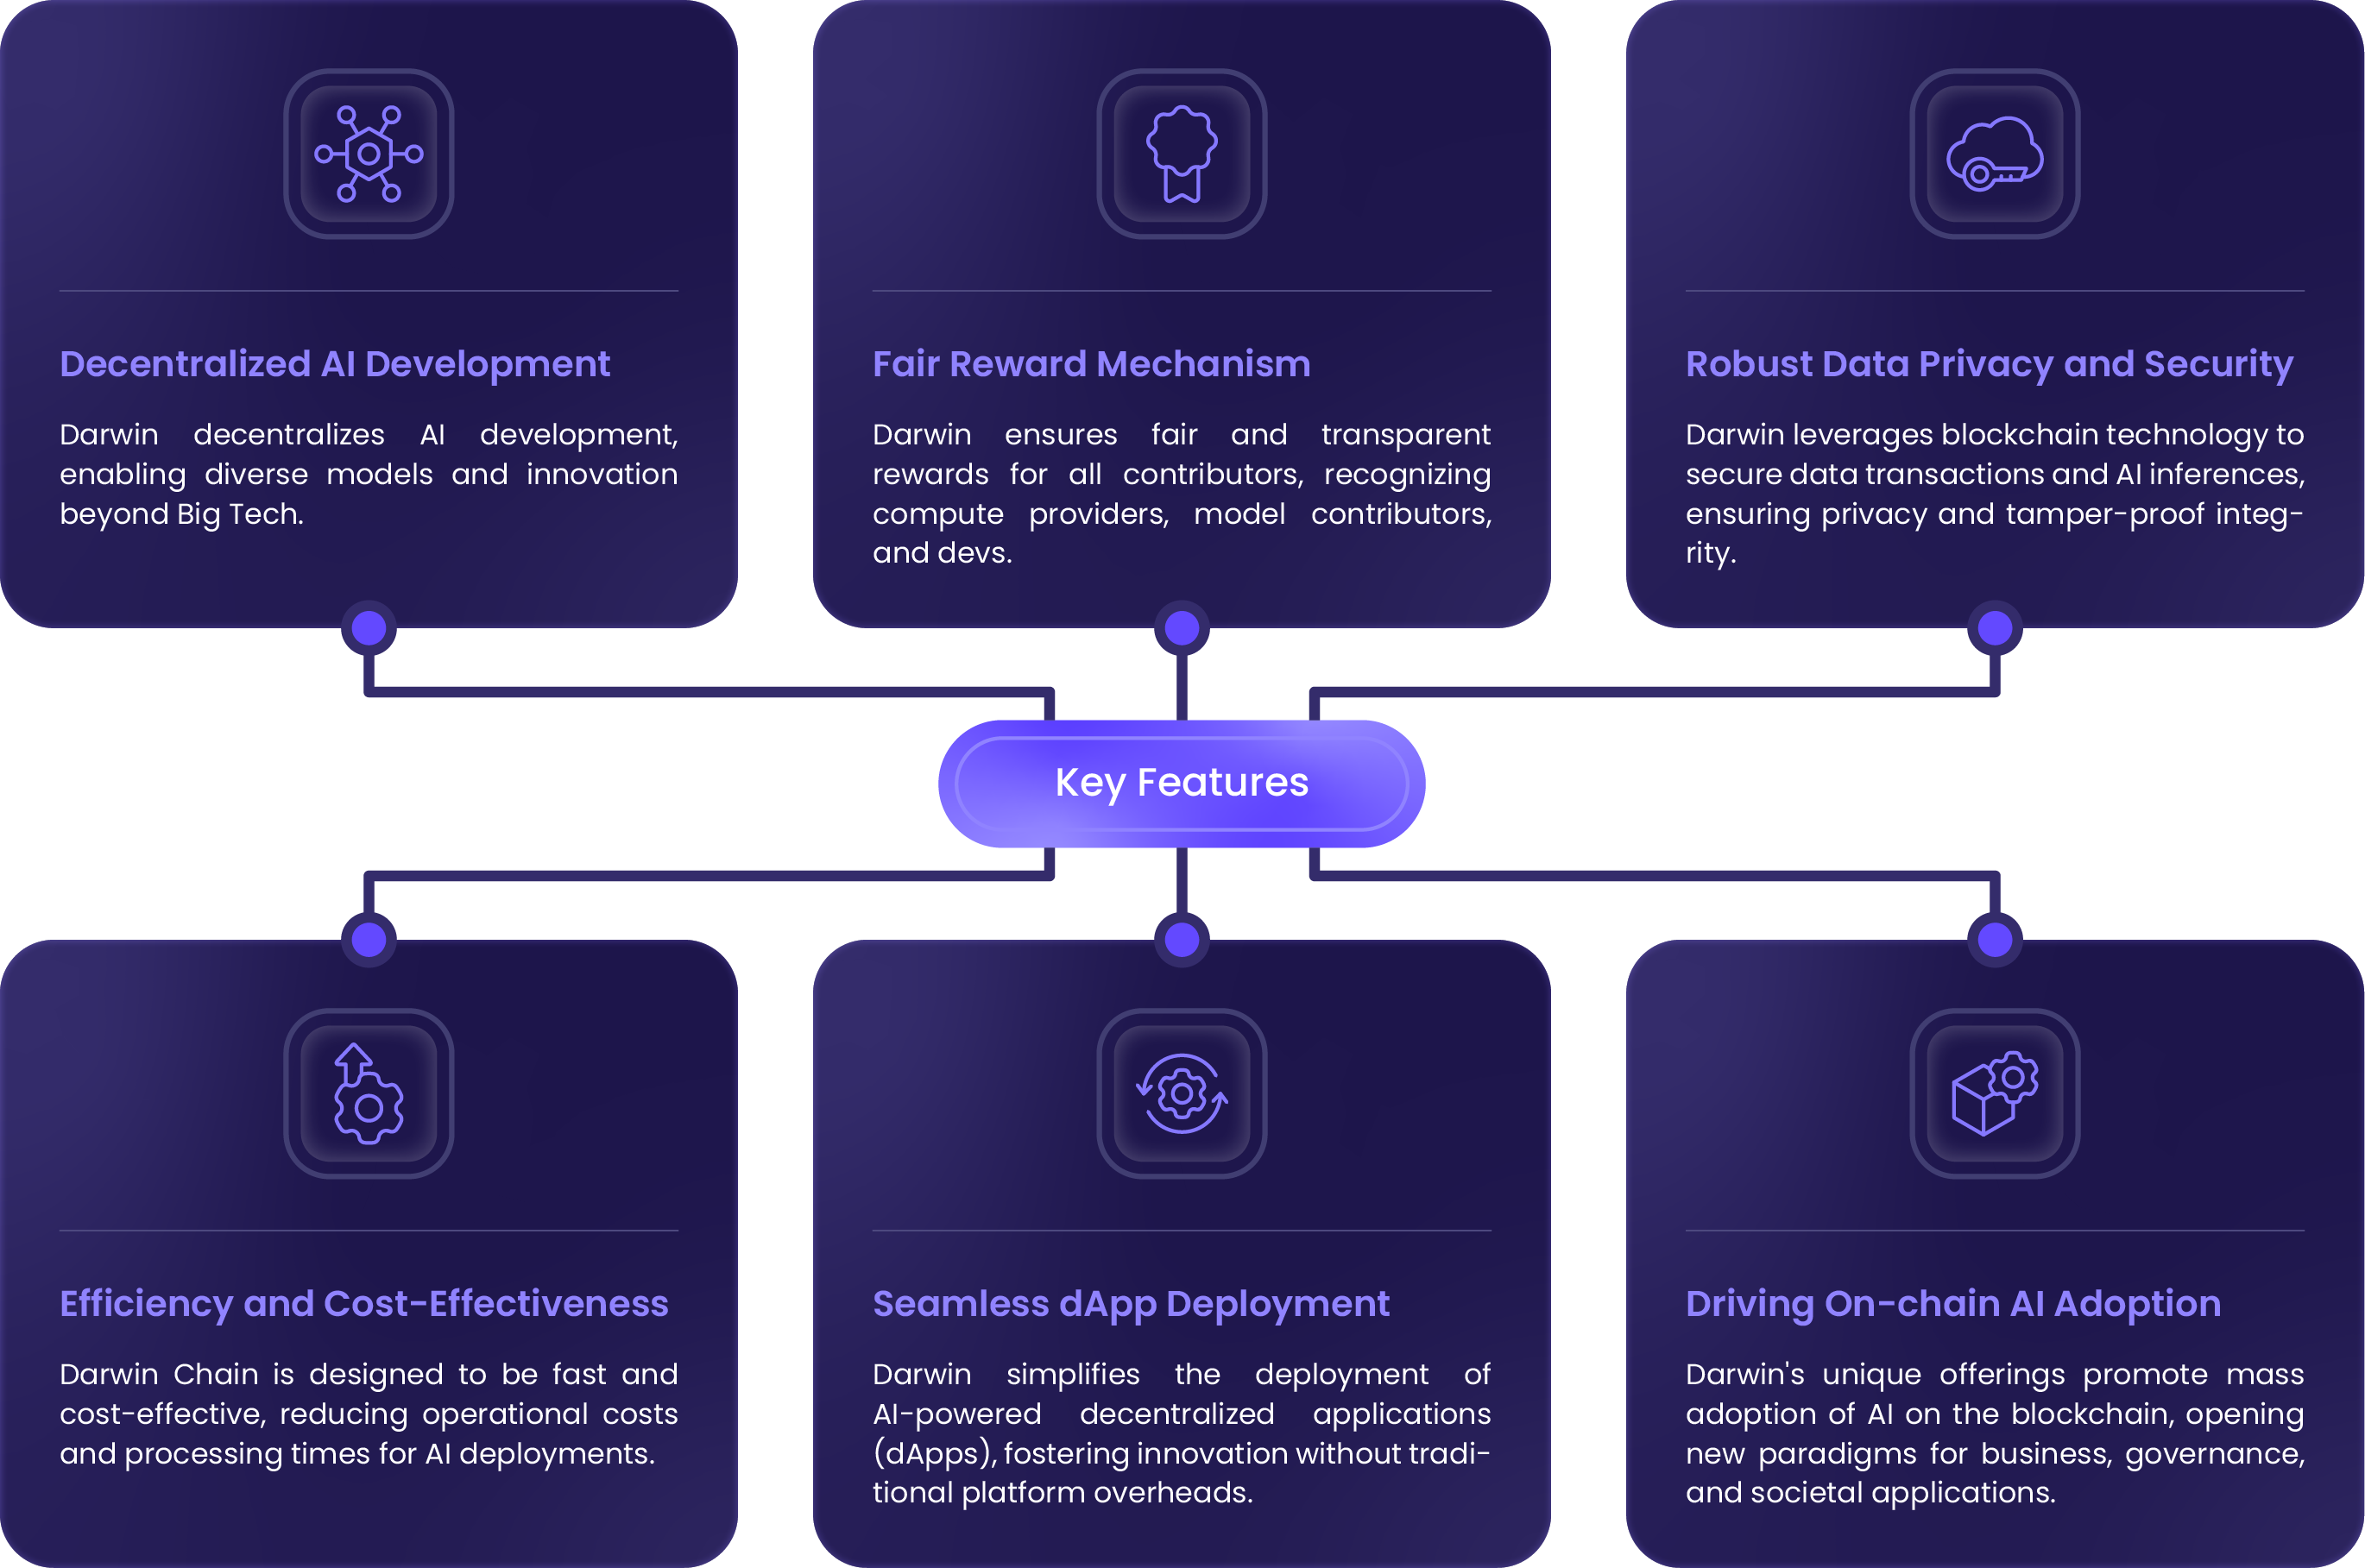 Decentralized AI Development
Darwin decentralizes AI development,
enabling diverse models and innovation
beyond Big Tech.
Fair Reward Mechanism
Darwin ensures fair and transparent
rewards for all contributors, recognizing
compute providers, model contributors,
and devs.
Robust Data Privacy and Security
Darwin leverages blockchain technology to
secure data transactions and AI inferences,
ensuring privacy and tamper-proof integ-
rity.
Key Features
Efficiency and Cost-Effectiveness
Darwin Chain is designed to be fast and
cost-effective, reducing operational costs
and processing times for AI deployments.
Seamless dApp Deployment
Darwin simplifies the deployment of
AI-powered decentralized applications
(dApps), fostering innovation without tradi-
tional platform overheads.
Driving On-chain AI Adoption
Darwin's unique offerings promote mass
adoption of AI on the blockchain, opening
new paradigms for business, governance,
and societal applications.